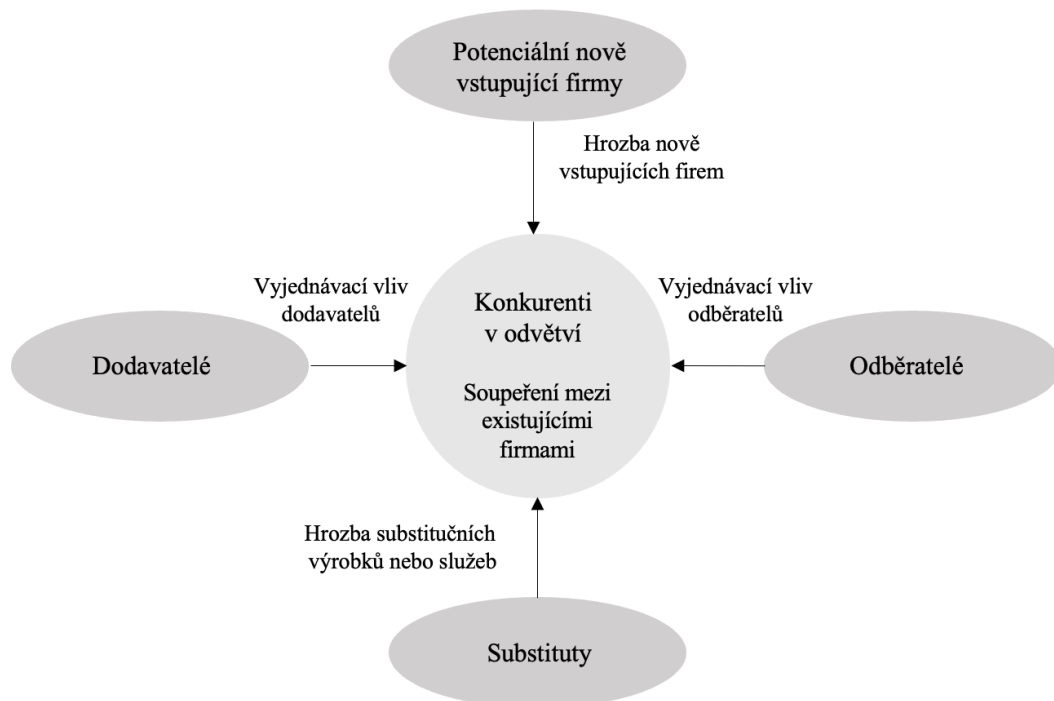 Potenciální nově
vstupující firmy
Hrozba nově
vstupujících firem
Vyjednávací vliv
dodavatelů
Vyjednávací vliv
odběratelů
Konkurenti
v odvětví
Dodavatelé
Odběratelé
Soupeření mezi
existujícími
firmami
Hrozba substitučních
výrobků nebo služeb
Substituty